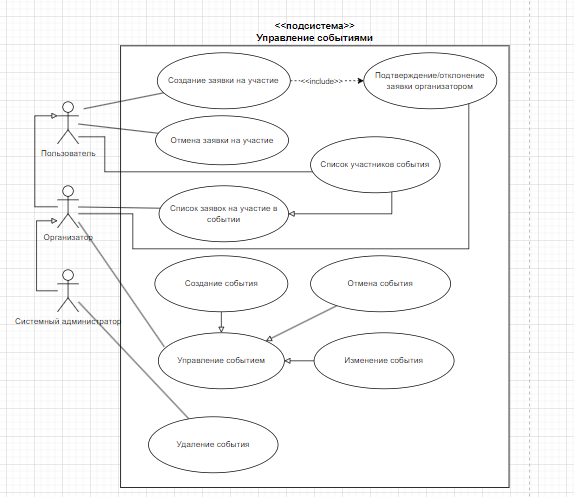 <<подсистема>>
Управление событиями
Создание заявки на участие
<<include>>
Подтверждение/отклонение
заявки организатором
Отмена заявки на участие
Пользователь
Список участников события
Список заявок на участие в
событии
Организатор
Создание события
Отмена события
Системный администратор
Управление событием
Изменение события
Удаление события